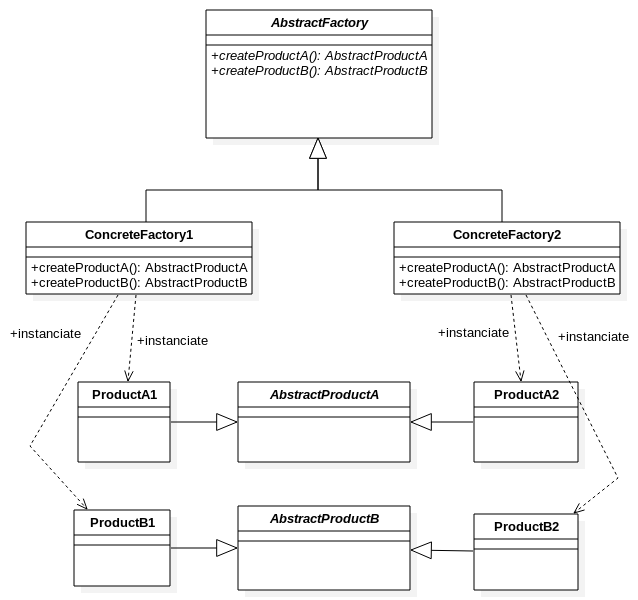 AbstractFactory
+createProductA(): AbstractProductA
+createProductB(): AbstractProductB
ConcreteFactory1
+createProductA(): AbstractProductA
+createProductB(): AbstractProductB
ConcreteFactory2
+createProductA(): AbstractProductA
+createProductB(): AbstractProductB
+instanciate
+instanciate
+instanciate
+instanciate
ProductA1
AbstractProductA
ProductA2
ProductB1
AbstractProductB
ProductB2